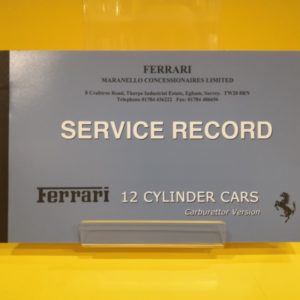 FERRARI
MARANELLO CONCESSIONAIRES LIMITED
8 Crabtree Road, Thorpe Industrial Estate, Egham, Surrey. TW20 8RN
Telephone 01784 436222 Fax: 01784 486656
SERVICE RECORD
Ferrari 12 CYLINDER CARS
Carburettor Version